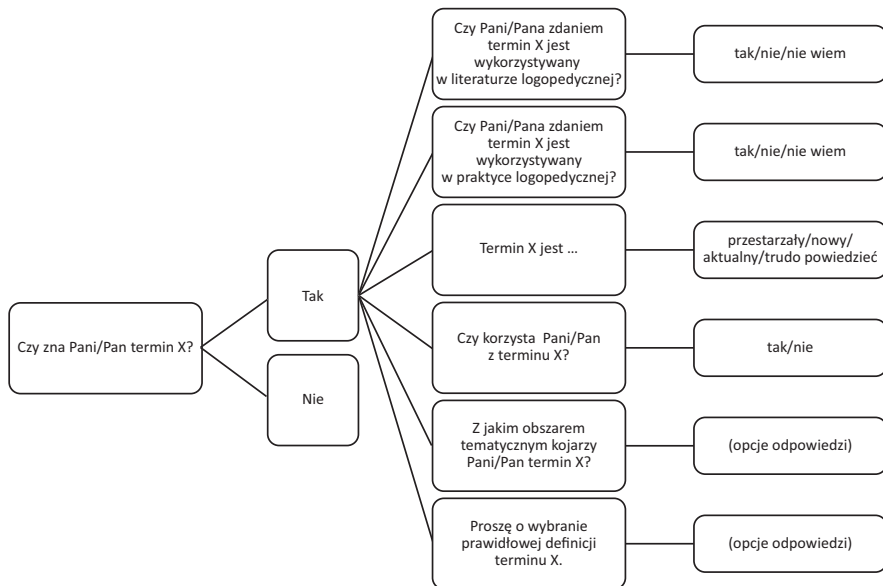 Czy Pani/Pana zdaniem
termin X jest
wykorzystywany
w literaturze logopedycznej?
tak/nie/nie wiem
Czy Pani/Pana zdaniem
termin X jest
wykorzystywany
w praktyce logopedycznej?
tak/nie/nie wiem
Termin X jest ...
przestarzały/nowy/
aktualny/trudo powiedzieć
Tak
Czy zna Pani/Pan termin X?
Czy korzysta Pani/Pan
z terminu X?
tak/nie
Nie
Z jakim obszarem
tematycznym kojarzy
Pani/Pan termin X?
(opcje odpowiedzi)
Proszę o wybranie
prawidłowej definicji
terminu X.
(opcje odpowiedzi)